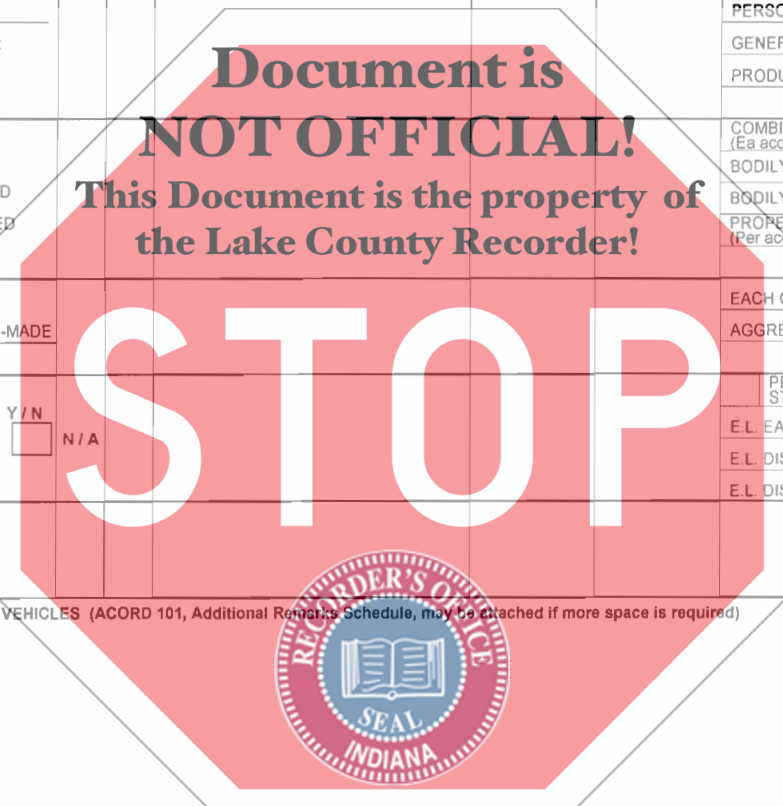 PERSO
GENER
PRODU
Document is
NOT OFFICIAL!
This Document is the property of
the Lake County Recorder!
COMBI
(Ea acc
BODILY
BODILY
PROPE
(Per acc
D
ED
EACH
AGGRE
-MADE
STOP
Y / N
N / A
E.L. EA
E.L. DIS
E.L. DIS
VEHICLES (ACORD 101, Additional Remarks Schedule, may be attached if more space is required)
RECORDER'S OFFICE
SEAL
INDIANA